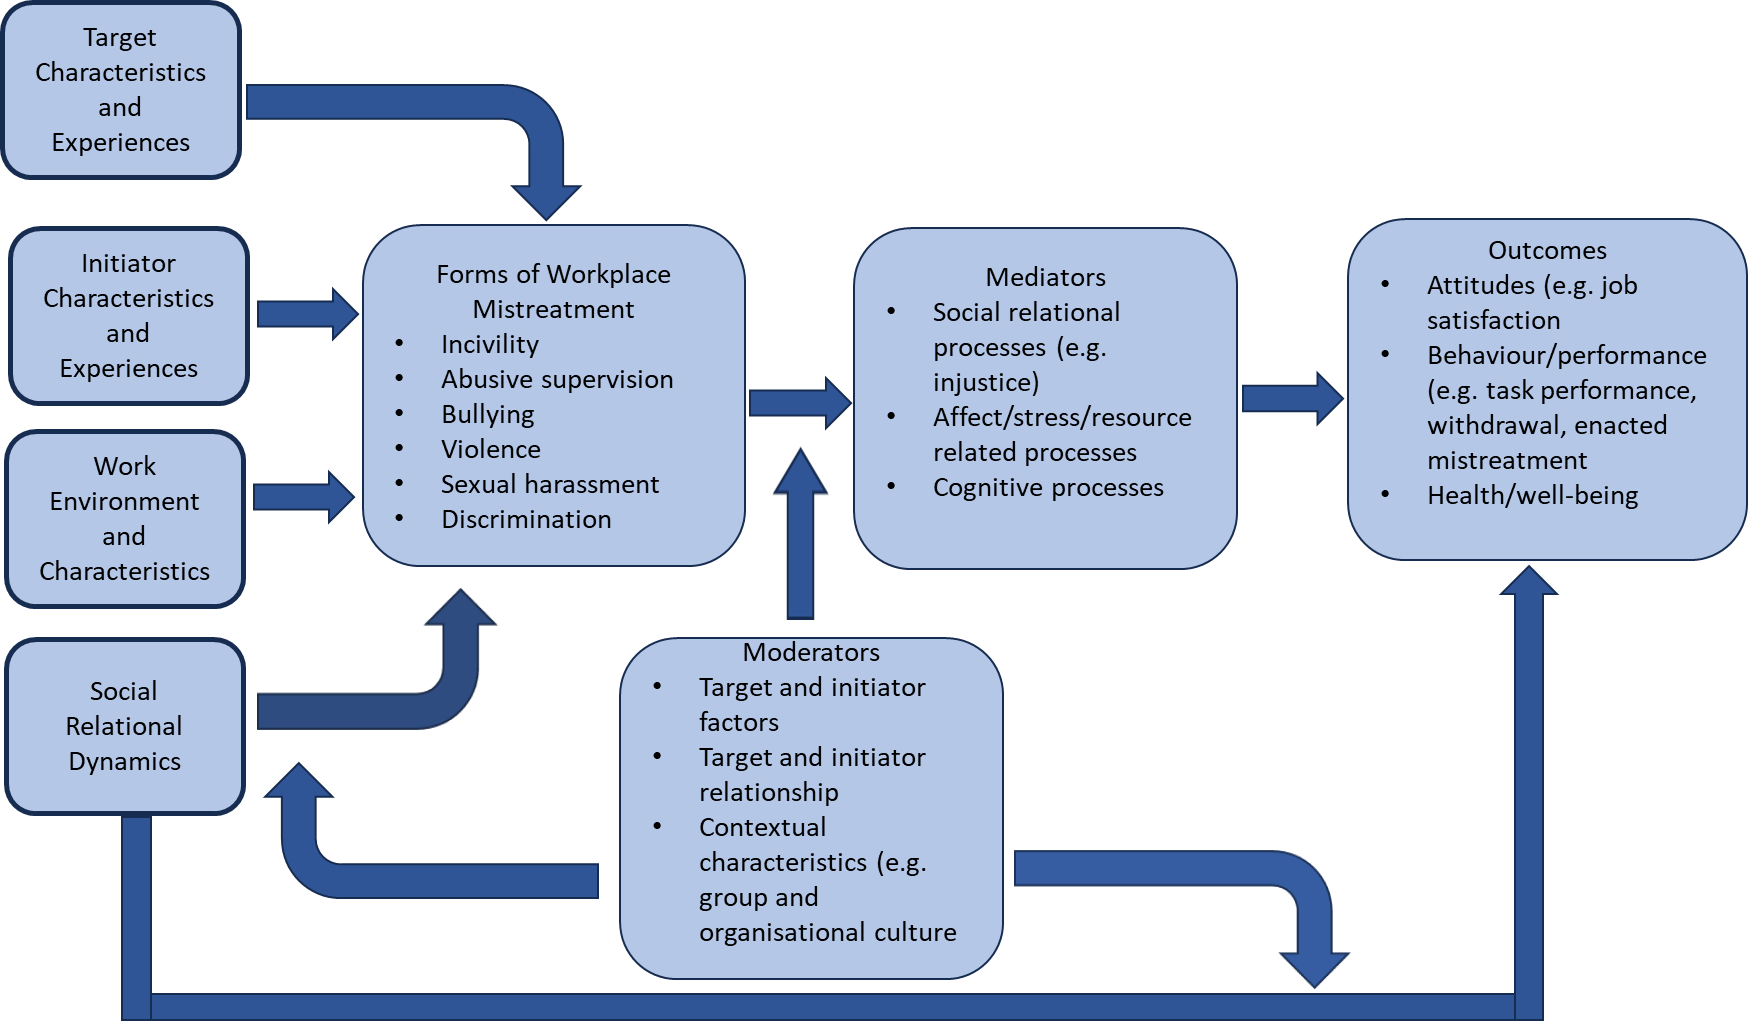 Target
Characteristics
and
Experiences
Initiator
Characteristics
and
Experiences
Work
Environment
and
Characteristics
Social
Relational
Dynamics
Forms of Workplace
Mistreatment
• Incivility
• Abusive supervision
• Bullying
• Violence
• Sexual harassment
• Discrimination
Mediators
• Social relational
processes (e.g.
injustice)
• Affect/stress/resource
related processes
• Cognitive processes
Outcomes
• Attitudes (e.g. job
satisfaction
• Behaviour/performance
(e.g. task performance,
withdrawal, enacted
mistreatment
• Health/well-being
Moderators
• Target and initiator
factors
• Target and initiator
relationship
• Contextual
characteristics (e.g.
group and
organisational culture